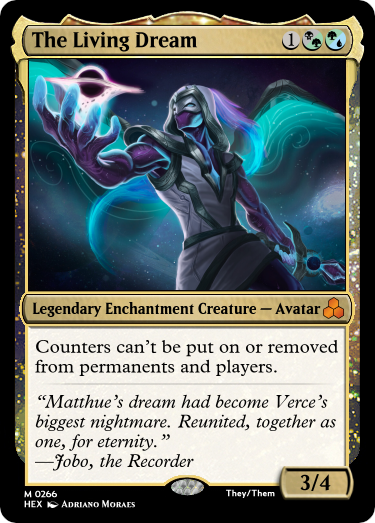 The Living Dream 1
Legendary Enchantment Creature — Avatar
Counters can't be put on or removed
from permanents and players.
“Matthue's dream had become Verce's
biggest nightmare. Reunited, together as
one, for eternity.”
—Jobo, the Recorder
3/4
M 0266
They/Them
HEX Adriano Moraes